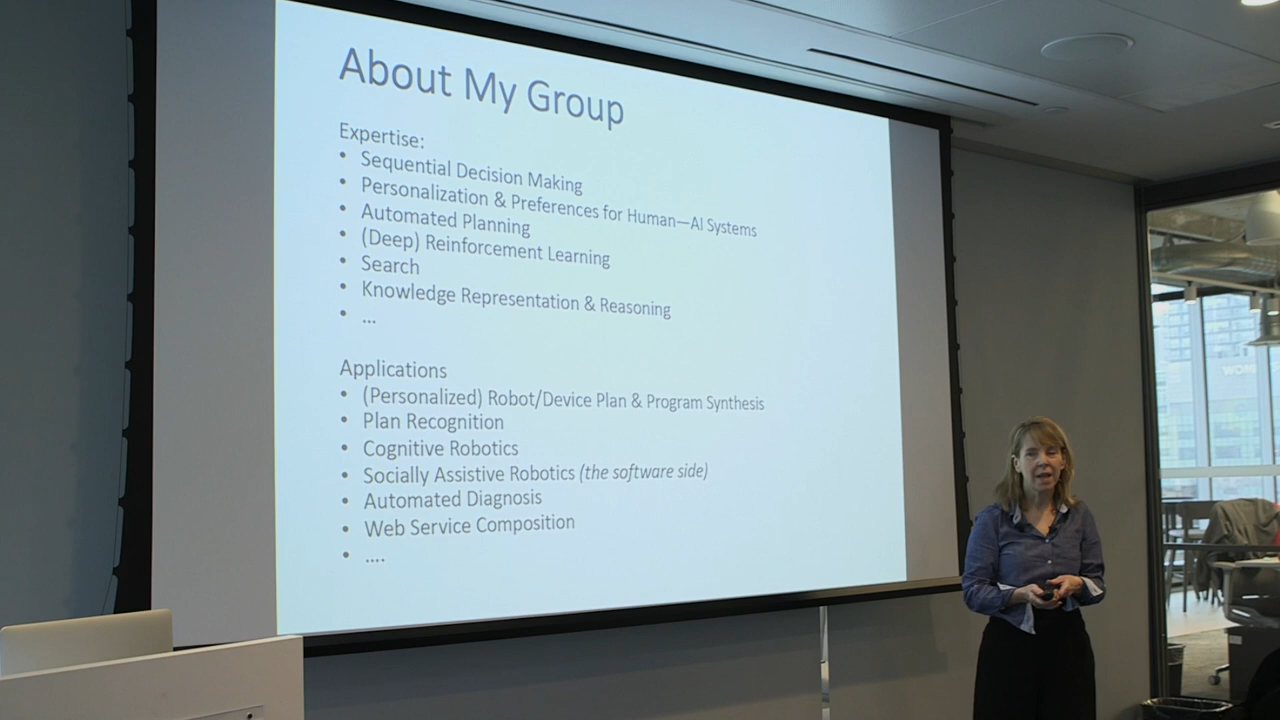 About My Group
Expertise:
• Sequential Decision Making
• Personalization & Preferences for Human—AI Systems
• Automated Planning
• (Deep) Reinforcement Learning
• Search
• Knowledge Representation & Reasoning
• ...
Applications
• (Personalized) Robot/Device Plan & Program Synthesis
• Plan Recognition
• Cognitive Robotics
• Socially Assistive Robotics (the software side)
• Automated Diagnosis
• Web Service Composition
• ....